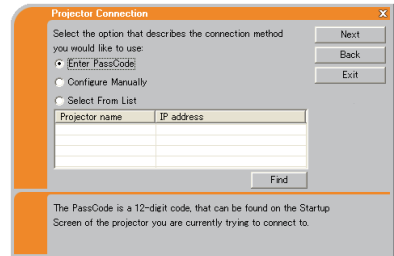 Projector Connection
X
Select the option that describes the connection method
you would like to use:
Enter PassCode
Configure Manually
Select From List
Projector name IP address
Next
Back
Exit
Find
The PassCode is a 12-digit code, that can be found on the Startup
Screen of the projector you are currently trying to connect to.